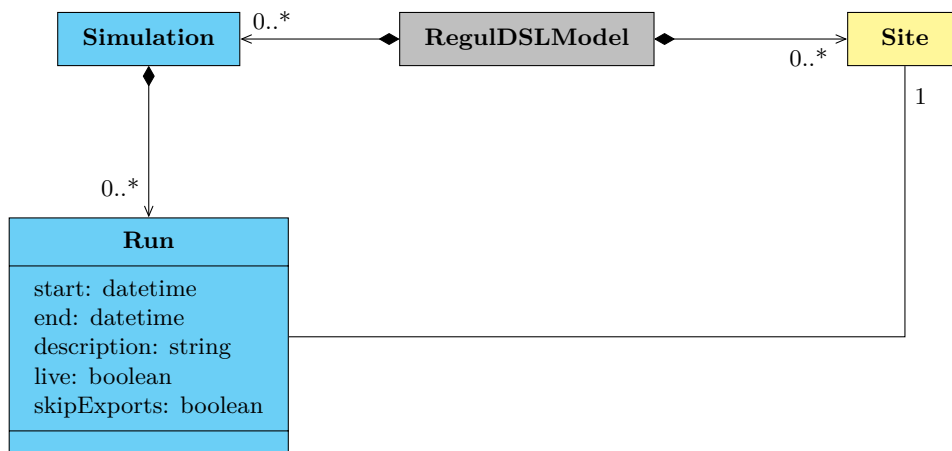 Simulation
0..*
RegulDSLModel
0..*
Site
1
0..*
Run
start: datetime
end: datetime
description: string
live: boolean
skipExports: boolean